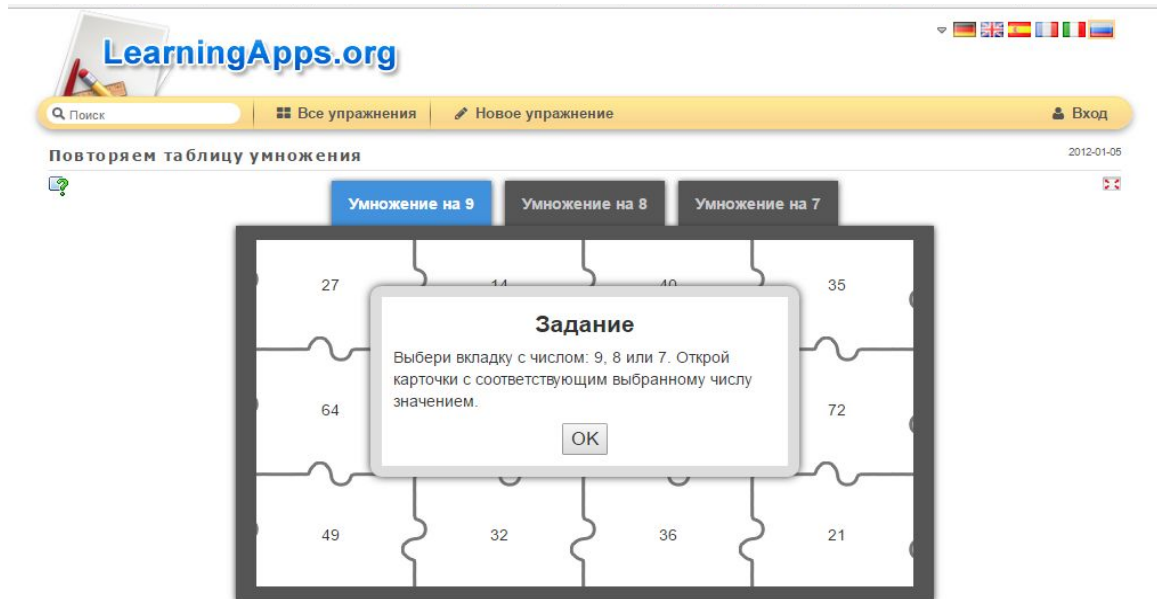 LearningApps.org
Поиск
Все упражнения
Новое упражнение
Вход
Повторяем таблицу умножения
2012-01-05
Умножение на 9
Умножение на 8
Умножение на 7
27 14 40 35
Задание
Выбери вкладку с числом: 9, 8 или 7. Открой
карточки с соответствующим выбранному числу
значением.
OK
64 72
49 32 36 21